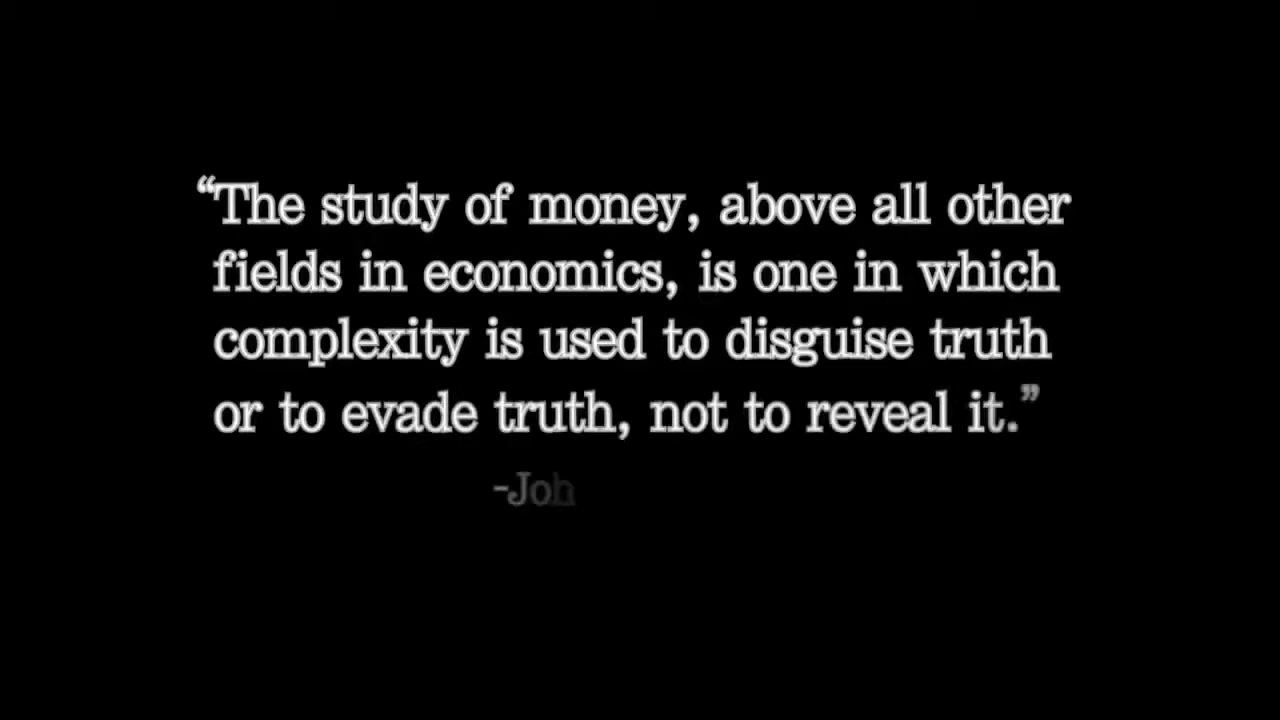 “The study of money, above all other
fields in economics, is one in which
complexity is used to disguise truth
or to evade truth, not to reveal it.”
-Joh